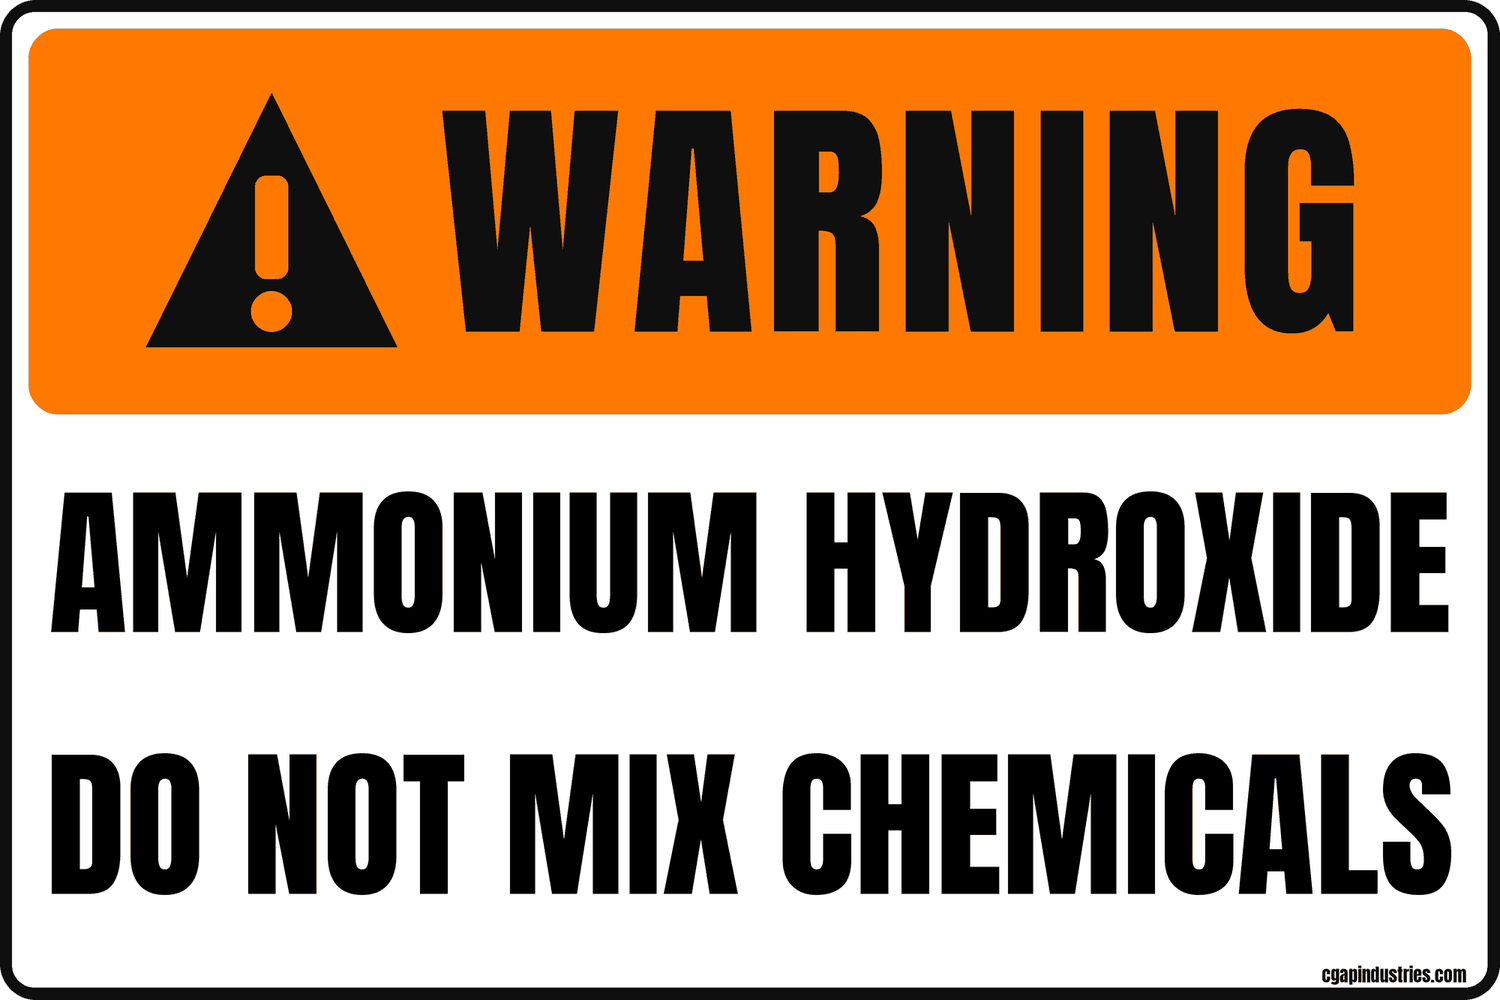 WARNING
AMMONIUM HYDROXIDE
DO NOT MIX CHEMICALS
cgapindustries.com